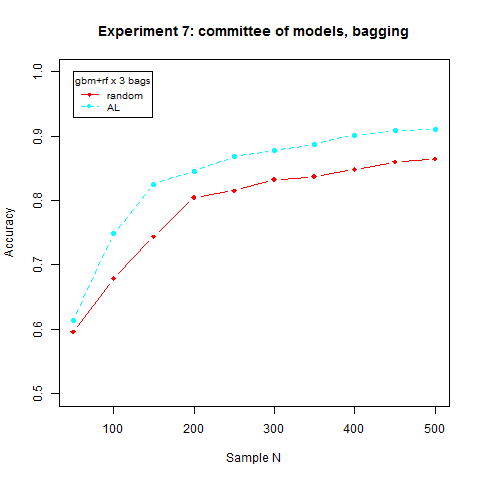 Experiment 7: committee of models, bagging
gbm+rf x 3 bags
random
AL
Accuracy
1.0
0.9
0.8
0.7
0.6
0.5
100 200 300 400 500
Sample N